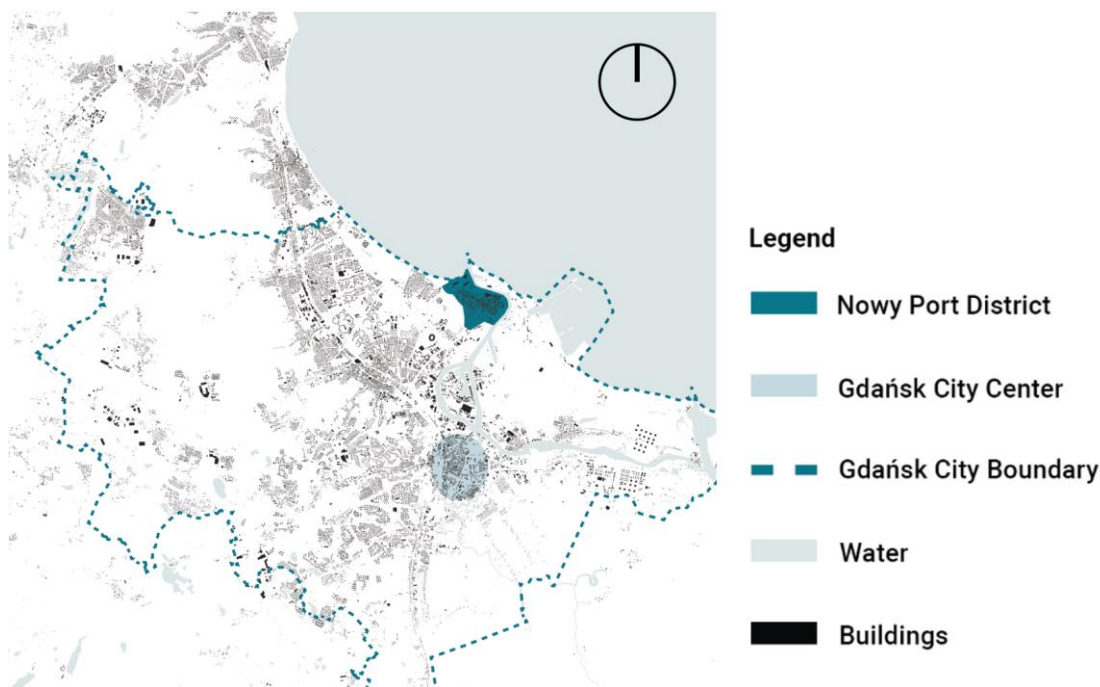 Legend
Nowy Port District
Gdańsk City Center
Gdańsk City Boundary
Water
Buildings